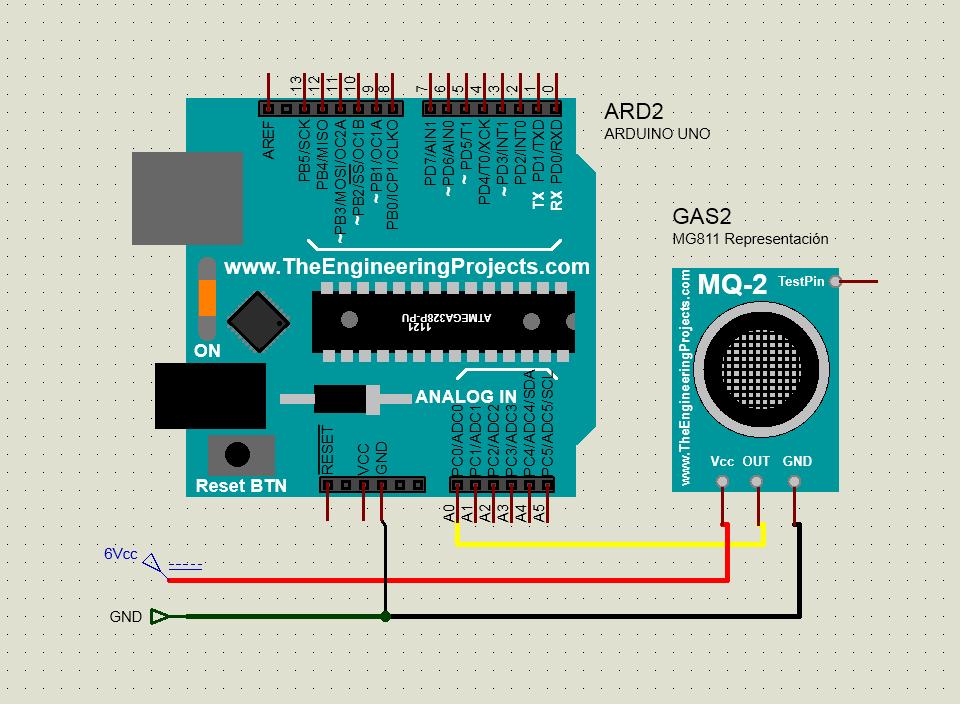 ARD2
ARDUINO UNO
AREF
13
12
11
10
9
8
7
6
5
4
3
2
1
0
PB5/SCK
PB4/MISO
~PB3/MOSI/OC2A
~PB2/SS/OC1B
~PB1/OC1A
PB0/ICP1/CLKO
PD7/AIN1
~PD6/AIN0
~PD5/T1
PD4/T0/XCK
~PD3/INT1
PD2/INT0
PD1/TXD
PD0/RXD
TX
RX
www.TheEngineeringProjects.com
ATMEGA328P-PU
1121
ON
ANALOG IN
Reset BTN
RESET
VCC
GND
PC0/ADC0
PC1/ADC1
PC2/ADC2
PC3/ADC3
PC4/ADC4/SDA
PC5/ADC5/SCL
A0
A1
A2
A3
A4
A5
GAS2
MG811 Representación
MQ-2
TestPin
www.TheEngineeringProjects.com
Vcc OUT GND
6Vcc
GND